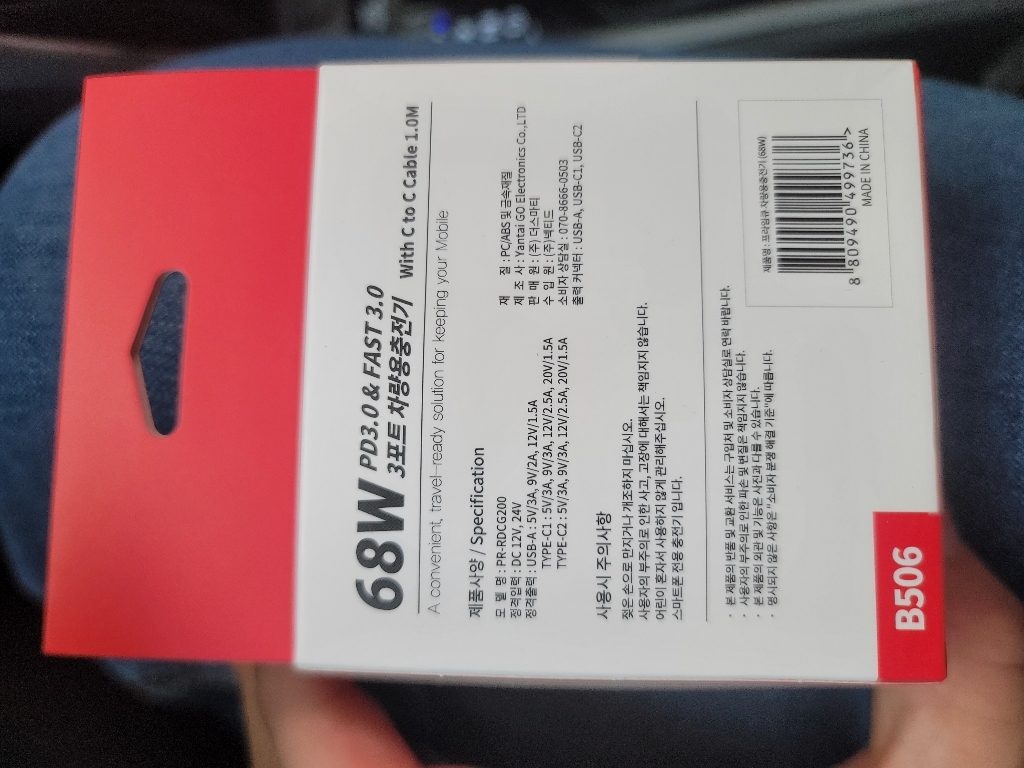 68W PD3.0 & FAST 3.0
3포트 차량용충전기 With C to C Cable 1.0M
A convenient, travel-ready solution for keeping your Mobile
제품사양 / Specification
모 델 명 : PR-RDCG200
정격입력 : DC 12V, 24V
정격출력 : USB-A : 5V/3A, 9V/2A, 12V/1.5A
TYPE-C1 : 5V/3A, 9V/3A, 12V/2.5A, 20V/1.5A
TYPE-C2 : 5V/3A, 9V/3A, 12V/2.5A, 20V/1.5A
재 질 : PC/ABS 및 금속재질
제 조 사 : Yantai GO Electronics Co.,LTD
판 매 원 : (주) 더스마티
수 입 원 : (주)넥티드
소비자 상담실 : 070-8666-0503
출력 커넥터 : USB-A, USB-C1, USB-C2
사용시 주의사항
젖은 손으로 만지거나 개조하지 마십시오.
사용자의 부주의로 인한 사고, 고장에 대해서는 책임지지 않습니다.
어린이 혼자서 사용하지 않게 관리해주십시오.
스마트폰 전용 충전기 입니다.
· 본 제품의 반품 및 교환 서비스는 구입처 및 소비자 상담실로 연락 바랍니다.
· 사용자의 부주의로 인한 파손 및 변질은 책임지지 않습니다.
· 본 제품의 외관 및 기능은 사진과 다를 수 있습니다.
· 명시되지 않은 사항은 "소비자 분쟁 해결 기준"에 따릅니다.
제품명 : 프라임큐 차량용충전기 (68W)
8 809490 499736 >
MADE IN CHINA
B506